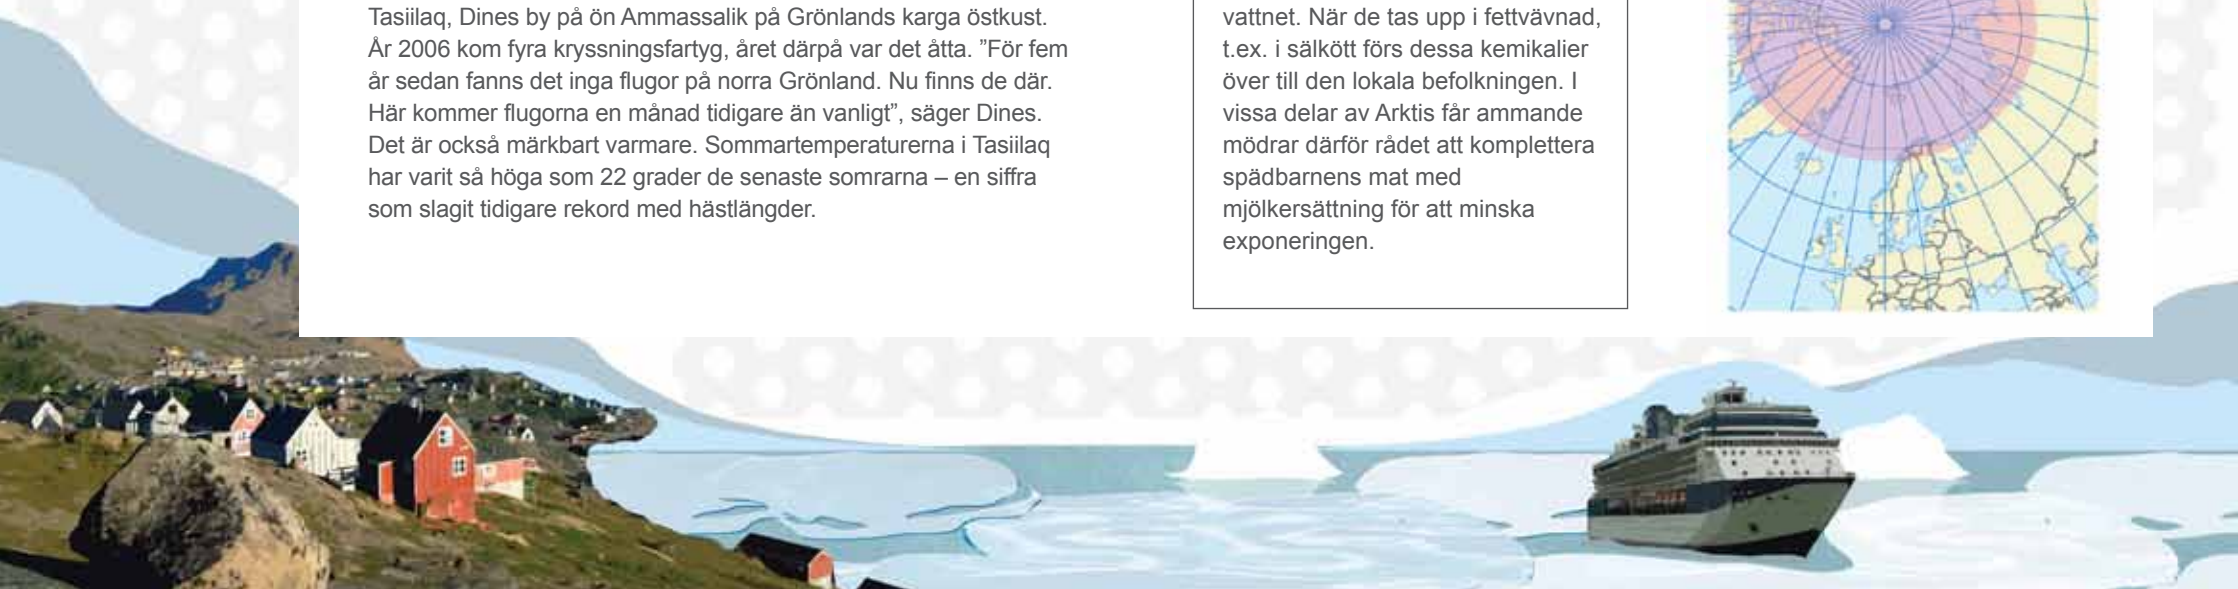 Tasiilaq, Dines by på ön Ammassalik på Grönlands karga östkust.
År 2006 kom fyra kryssningsfartyg, året därpå var det åtta. ”För fem
år sedan fanns det inga flugor på norra Grönland. Nu finns de där.
Här kommer flugorna en månad tidigare än vanligt”, säger Dines.
Det är också märkbart varmare. Sommartemperaturerna i Tasiilaq
har varit så höga som 22 grader de senaste somrarna – en siffra
som slagit tidigare rekord med hästlängder.
vattnet. När de tas upp i fettvävnad,
t.ex. i sälkött förs dessa kemikalier
över till den lokala befolkningen. I
vissa delar av Arktis får ammande
mödrar därför rådet att komplettera
spädbarnens mat med
mjölkersättning för att minska
exponeringen.